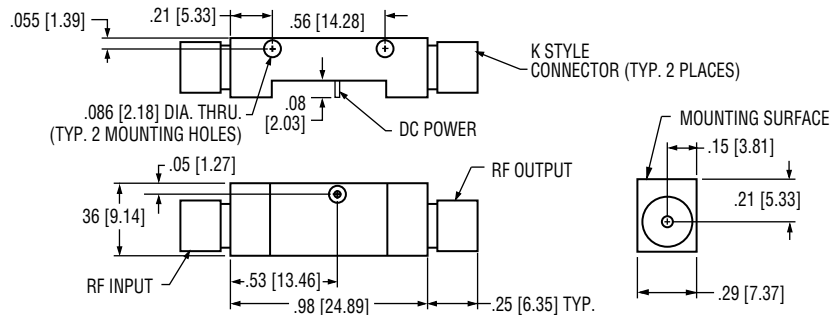 .21 [5.33]
.56 [14.28]
.055 [1.39]
K STYLE
CONNECTOR (TYP. 2 PLACES)
.086 [2.18] DIA. THRU.
(TYP. 2 MOUNTING HOLES)
.08
[2.03]
DC POWER
MOUNTING SURFACE
.15 [3.81]
.05 [1.27]
RF OUTPUT
.21 [5.33]
36 [9.14]
.53 [13.46]
RF INPUT
.98 [24.89]
.25 [6.35] TYP.
.29 [7.37]